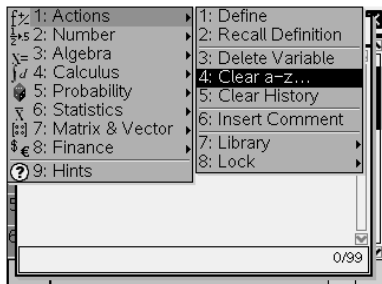 1: Actions
2: Number
3: Algebra
4: Calculus
5: Probability
6: Statistics
7: Matrix & Vector
8: Finance
9: Hints
1: Define
2: Recall Definition
3: Delete Variable
4: Clear a–z...
5: Clear History
6: Insert Comment
7: Library
8: Lock
0/99